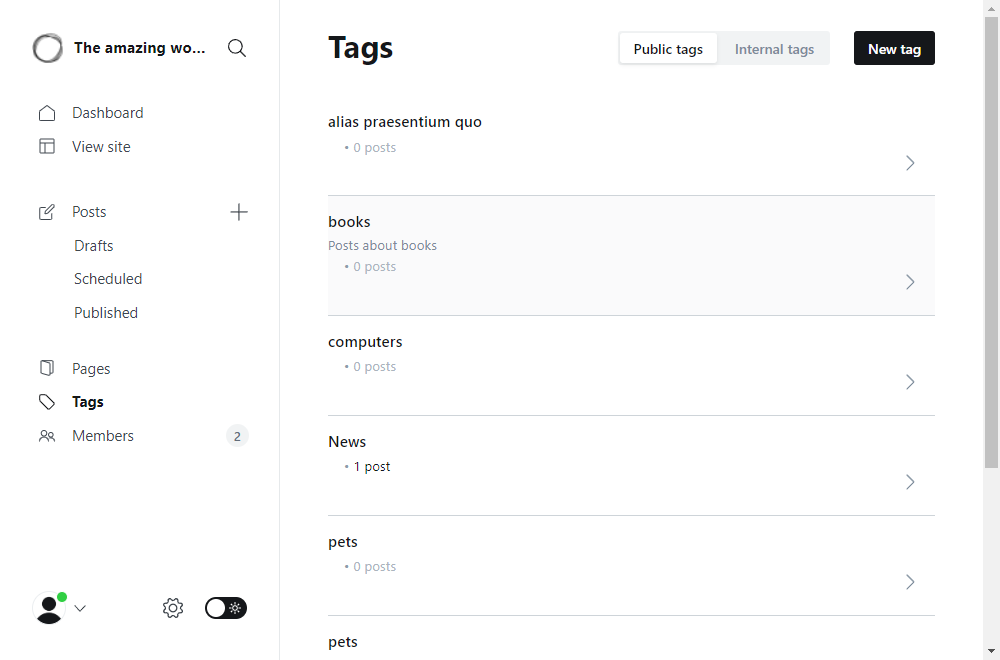 The amazing wo...
Dashboard
View site
Posts
Drafts
Scheduled
Published
Pages
Tags
Members 2
Tags
Public tags Internal tags New tag
alias praesentium quo
• 0 posts
books
Posts about books
• 0 posts
computers
• 0 posts
News
• 1 post
pets
• 0 posts
pets